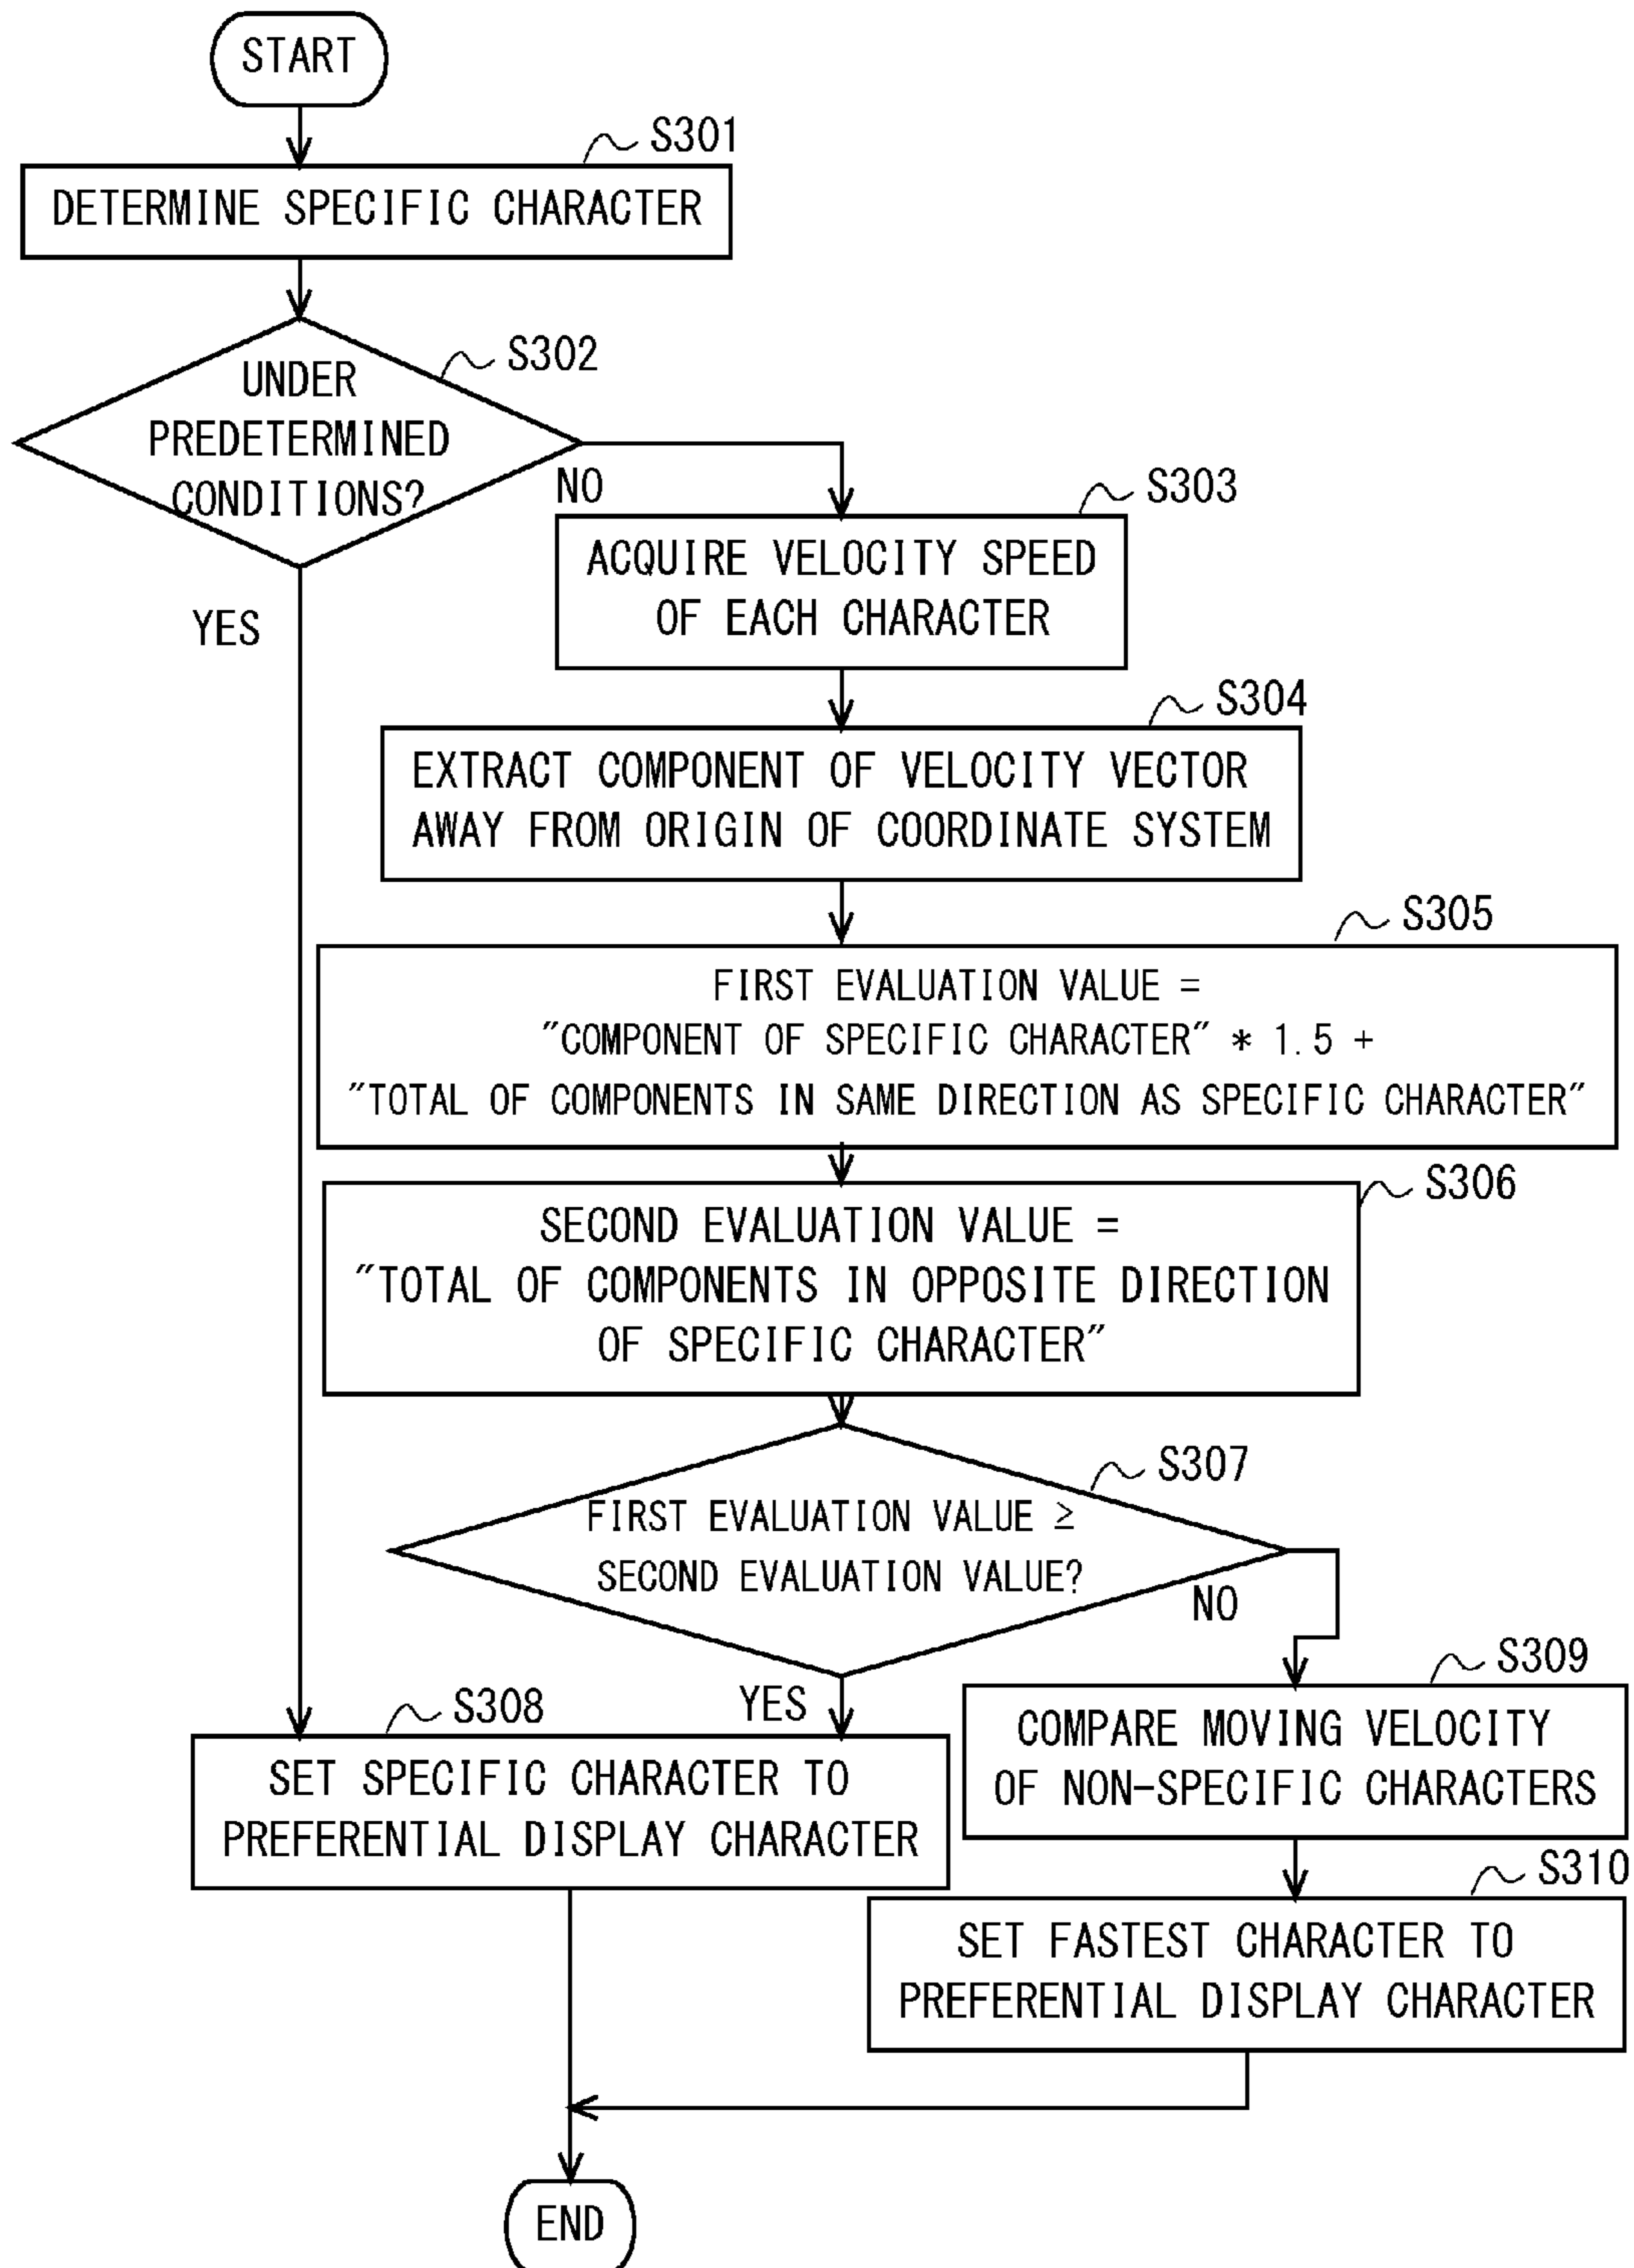 START
S301
DETERMINE SPECIFIC CHARACTER
S302
UNDER
PREDETERMINED
CONDITIONS?
NO
YES
S303
ACQUIRE VELOCITY SPEED
OF EACH CHARACTER
S304
EXTRACT COMPONENT OF VELOCITY VECTOR
AWAY FROM ORIGIN OF COORDINATE SYSTEM
S305
FIRST EVALUATION VALUE =
"COMPONENT OF SPECIFIC CHARACTER" * 1.5 +
"TOTAL OF COMPONENTS IN SAME DIRECTION AS SPECIFIC CHARACTER"
S306
SECOND EVALUATION VALUE =
"TOTAL OF COMPONENTS IN OPPOSITE DIRECTION
OF SPECIFIC CHARACTER"
S307
FIRST EVALUATION VALUE ≥
SECOND EVALUATION VALUE?
NO
YES
S308
SET SPECIFIC CHARACTER TO
PREFERENTIAL DISPLAY CHARACTER
S309
COMPARE MOVING VELOCITY
OF NON-SPECIFIC CHARACTERS
S310
SET FASTEST CHARACTER TO
PREFERENTIAL DISPLAY CHARACTER
END